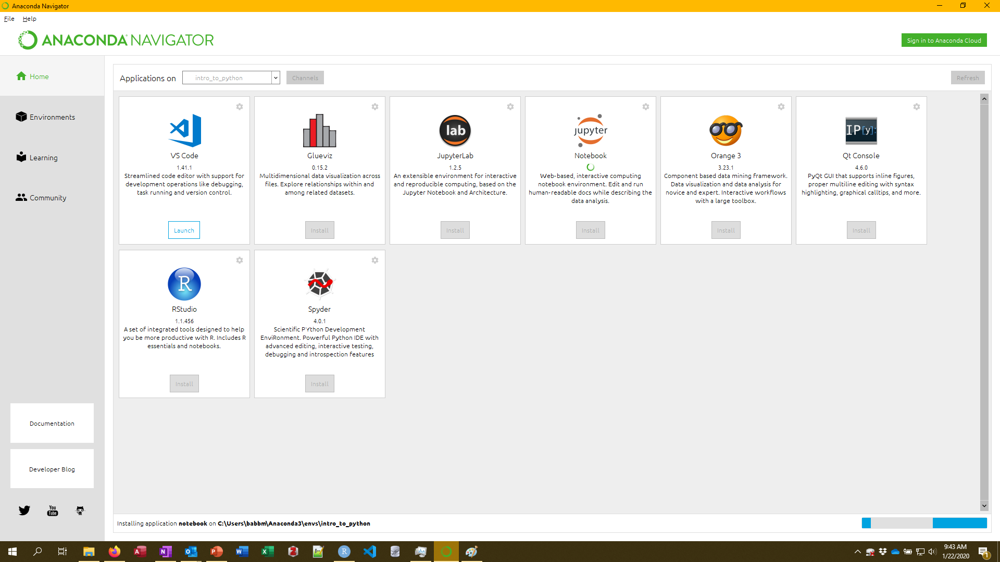 Anaconda Navigator
File Help
ANACONDA NAVIGATOR
Sign in to Anaconda Cloud
Home
Environments
Learning
Community
Documentation
Developer Blog
You
Tube
Applications on intro_to_python Channels Refresh
VS Code
1.41.1
Streamlined code editor with support for
development operations like debugging,
task running and version control.
Launch
Glueviz
0.15.2
Multidimensional data visualization across
files. Explore relationships within and
among related datasets.
Install
lab
JupyterLab
1.2.5
An extensible environment for interactive
and reproducible computing, based on the
Jupyter Notebook and Architecture.
Install
jupyter
Notebook
Web-based, interactive computing
notebook environment. Edit and run
human-readable docs while describing the
data analysis.
Install
Orange 3
3.23.1
Component based data mining framework.
Data visualization and data analysis for
novice and expert. Interactive workflows
with a large toolbox.
Install
IP[y]:
Qt Console
4.6.0
PyQt GUI that supports inline figures,
proper multiline editing with syntax
highlighting, graphical calltips, and more.
Install
R
RStudio
1.1.456
A set of integrated tools designed to help
you be more productive with R. Includes R
essentials and notebooks.
Install
Spyder
4.0.1
Scientific PYthon Development
EnviRonment. Powerful Python IDE with
advanced editing, interactive testing,
debugging and introspection features
Install
Installing application notebook on C:\Users\babbm\Anaconda3\envs\intro_to_python
9:43 AM
1/22/2020
1